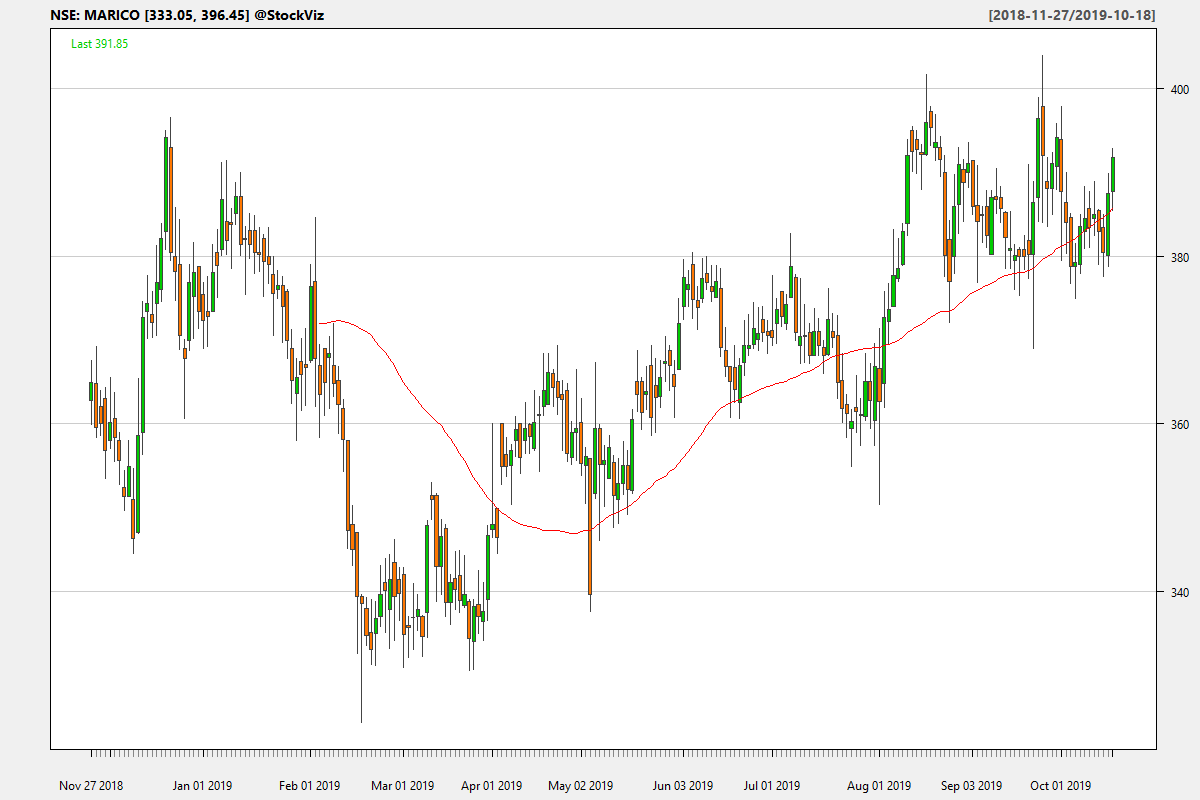 NSE: MARICO [333.05, 396.45] @StockViz
[2018-11-27/2019-10-18]
Last 391.85
400
380
360
340
Nov 27 2018
Jan 01 2019
Feb 01 2019
Mar 01 2019
Apr 01 2019
May 02 2019
Jun 03 2019
Jul 01 2019
Aug 01 2019
Sep 03 2019
Oct 01 2019